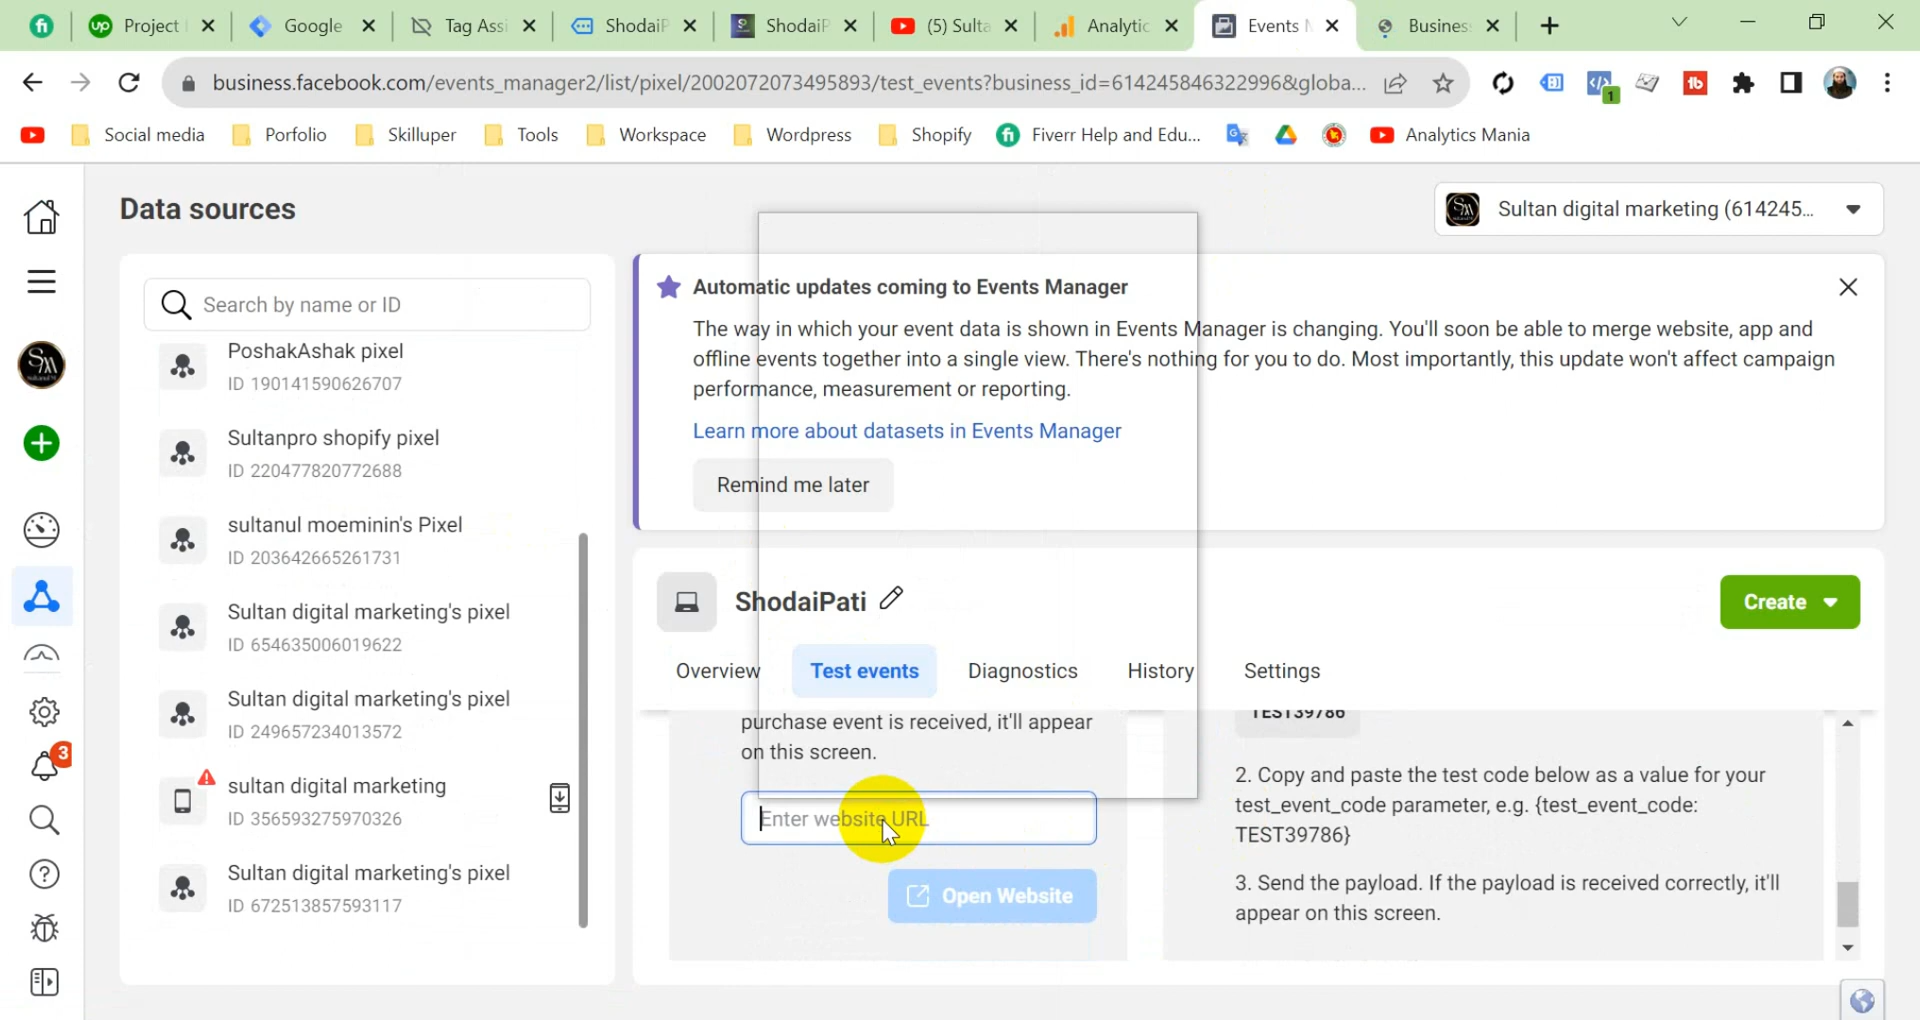 Project
Google
Tag Assi
ShodaiP
ShodaiP
(5) Sulta
Analytic
Events M
Business
business.facebook.com/events_manager2/list/pixel/2002072073495893/test_events?business_id=614245846322996&globa...
1
Social media
Porfolio
Skilluper
Tools
Workspace
Wordpress
Shopify
Fiverr Help and Edu...
Analytics Mania
Data sources
Sultan digital marketing (614245...
Search by name or ID
PoshakAshak pixel
ID 190141590626707
Sultanpro shopify pixel
ID 220477820772688
sultanul moeminin's Pixel
ID 203642665261731
Sultan digital marketing's pixel
ID 654635006019622
Sultan digital marketing's pixel
ID 249657234013572
sultan digital marketing
ID 356593275970326
Sultan digital marketing's pixel
ID 672513857593117
3
Automatic updates coming to Events Manager
The way in which your event data is shown in Events Manager is changing. You'll soon be able to merge website, app and
offline events together into a single view. There's nothing for you to do. Most importantly, this update won't affect campaign
performance, measurement or reporting.
Learn more about datasets in Events Manager
Remind me later
ShodaiPati
Create
Overview
Test events
Diagnostics
History
Settings
purchase event is received, it'll appear
on this screen.
Enter website URL
Open Website
TEST39786
2. Copy and paste the test code below as a value for your
test_event_code parameter, e.g. {test_event_code:
TEST39786}
3. Send the payload. If the payload is received correctly, it'll
appear on this screen.